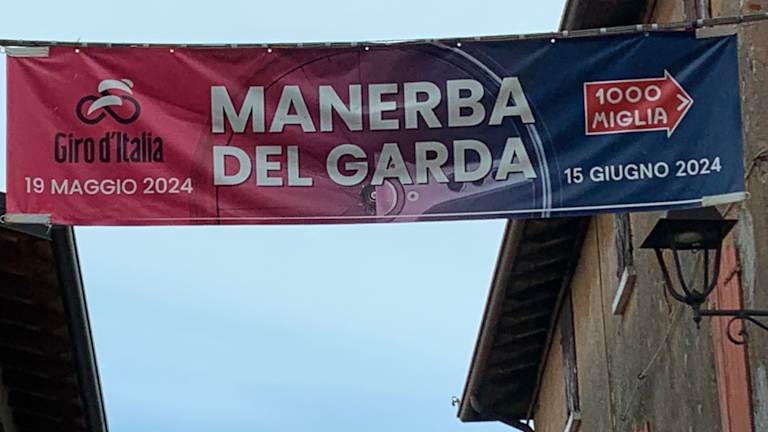 Giro d'Italia
19 MAGGIO 2024
MANERBA
DEL GARDA
1000
MIGLIA
15 GIUGNO 2024